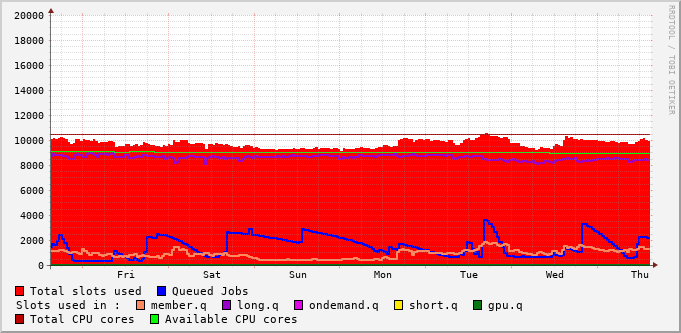 20000
18000
16000
14000
12000
10000
8000
6000
4000
2000
0
Fri Sat Sun Mon Tue Wed Thu
Total slots used Queued Jobs
Slots used in : member.q long.q ondemand.q short.q gpu.q
Total CPU cores Available CPU cores
RRDTOOL / TOBI OETIKER